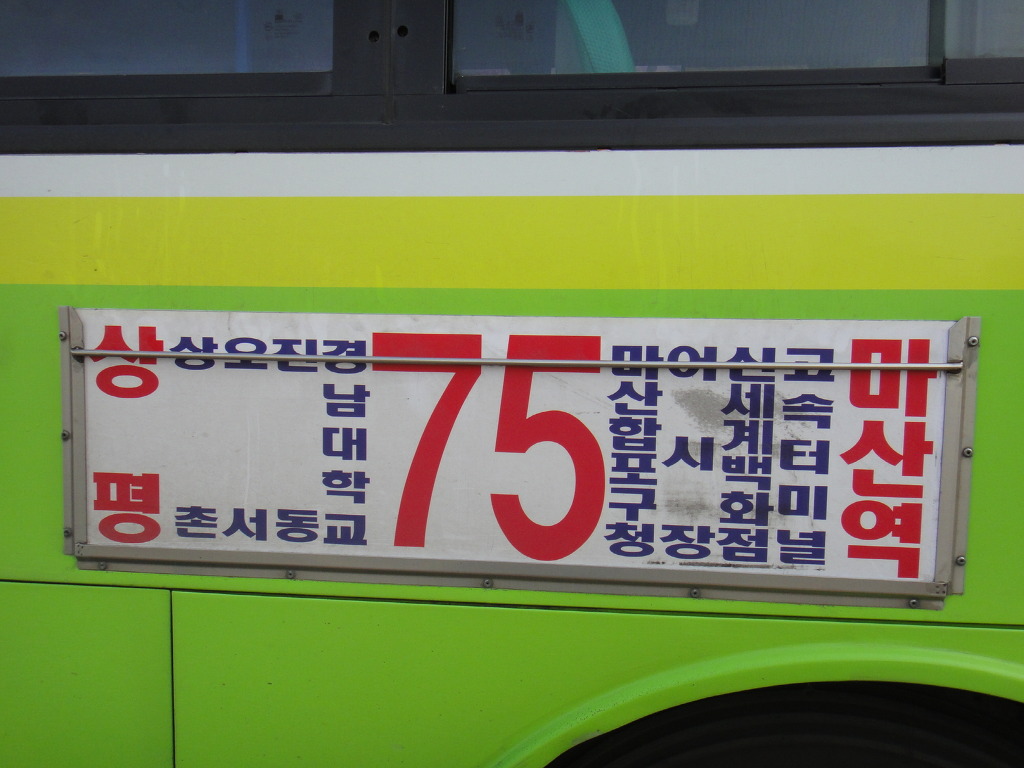 상평
상촌
오서
진동
경남대학교
75
마산합포구청
어시장
신세계백화점
고속터미널
마산역